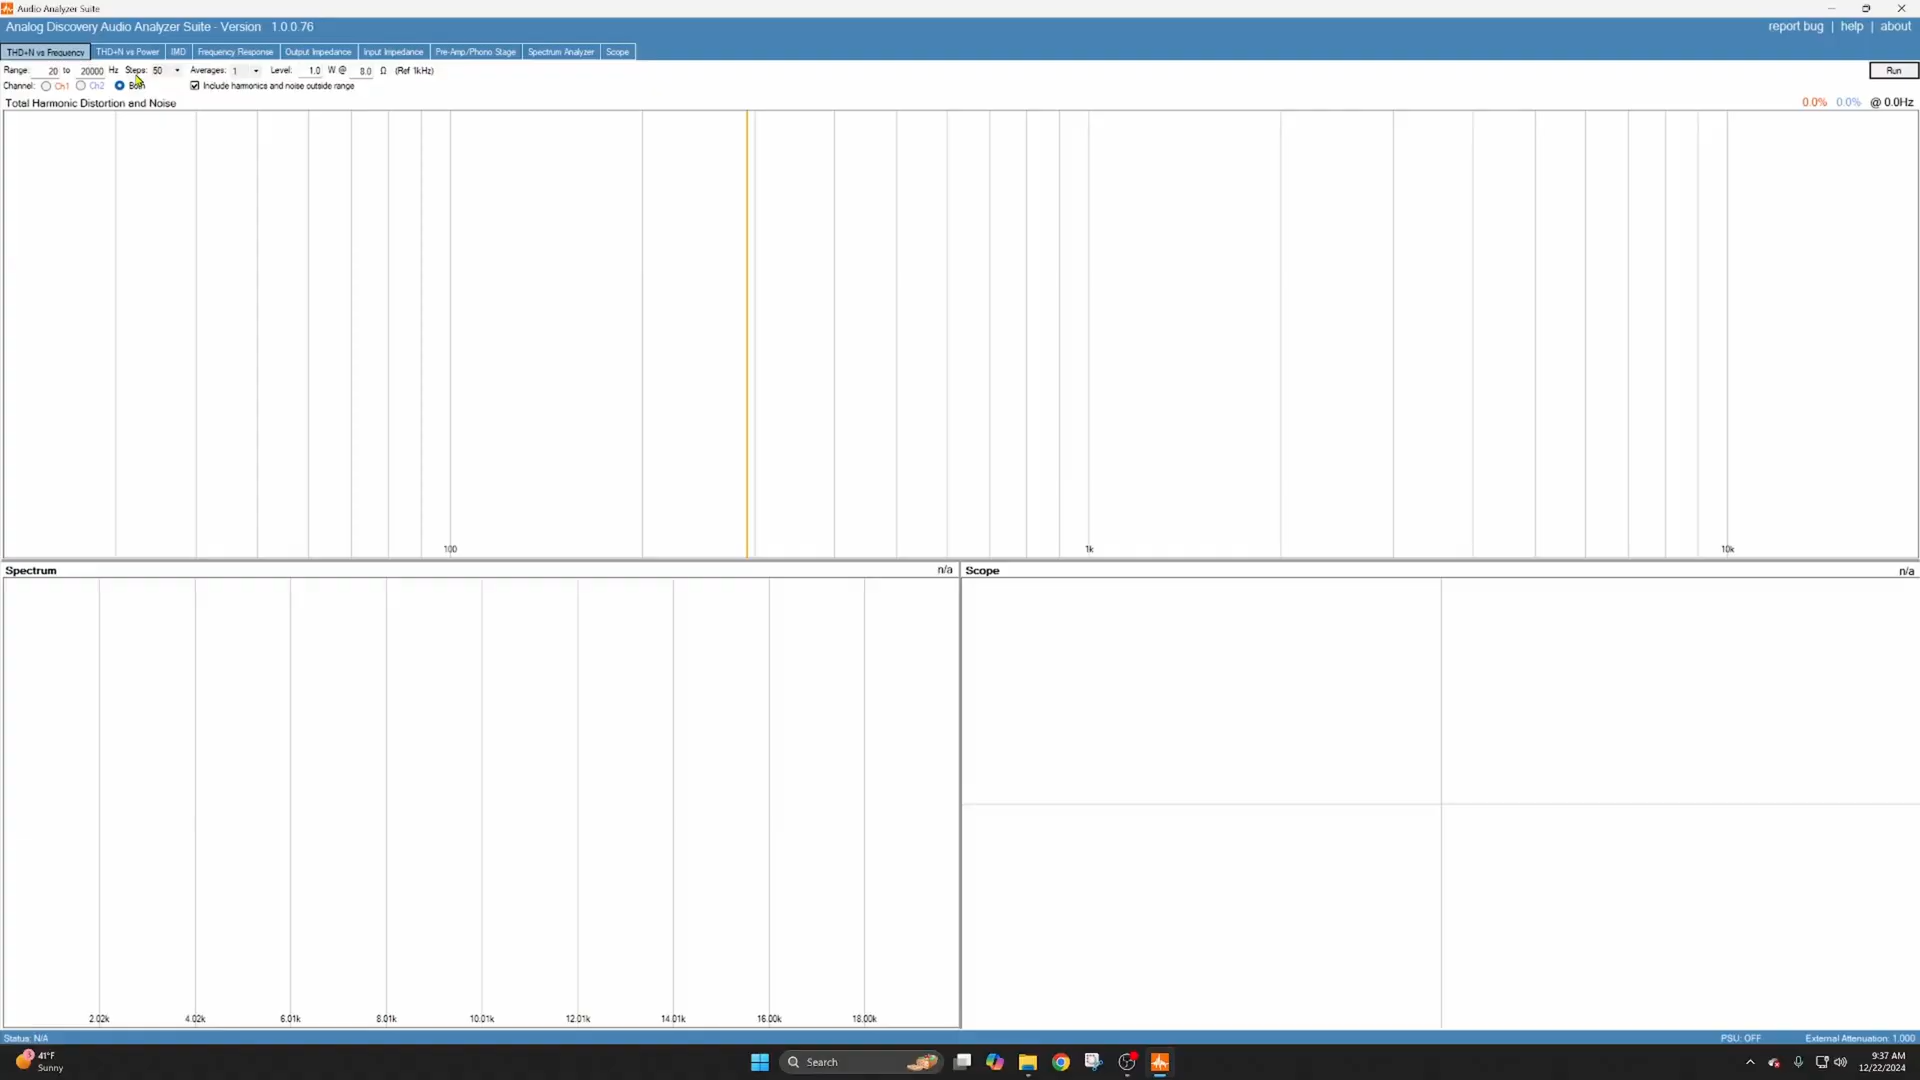 Audio Analyzer Suite
Analog Discovery Audio Analyzer Suite - Version 1.0.0.76
report bug | help | about
THD+N vs Frequency THD+N vs Power IMD Frequency Response Output Impedance Input Impedance Pre-Amp/Phono Stage Spectrum Analyzer Scope
Range: 20 to 20000 Hz Steps: 50 Averages: 1 Level: 1.0 W @ 8.0 Ω (Ref 1kHz)
Run
Channel: Ch1 Ch2 Both Include harmonics and noise outside range
Total Harmonic Distortion and Noise
0.0% 0.0% @ 0.0Hz
100 1k 10k
Spectrum n/a
Scope n/a
2.02k 4.02k 6.01k 8.01k 10.01k 12.01k 14.01k 16.00k 18.00k
Status: N/A
PSU: OFF External Attenuation: 1.000
41°F
Sunny
Search
9:37 AM
12/22/2024